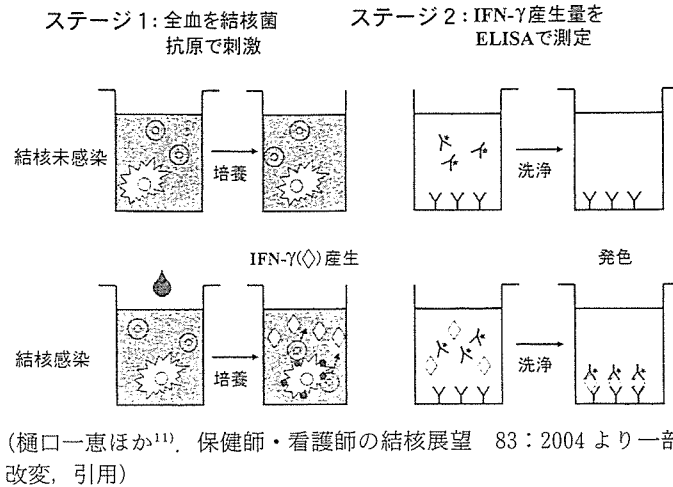 ステージ1:全血を結核菌
抗原で刺激
ステージ2:IFN-γ産生量を
ELISAで測定
結核未感染
培養
洗浄
IFN-γ(◇)産生
発色
結核感染
培養
洗浄
(樋口一恵ほか¹¹⁾. 保健師・看護師の結核展望 83:2004より一部
改変,引用)